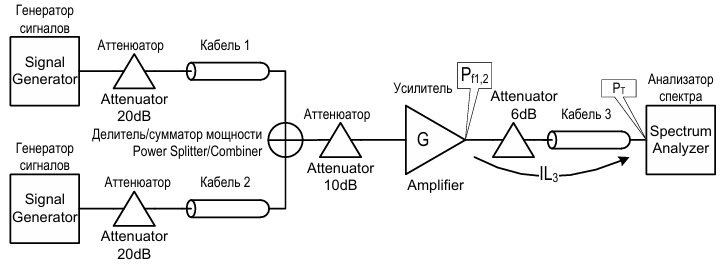 Генератор
сигналов
Signal
Generator
Аттенюатор
Attenuator
20dB
Кабель 1
Делитель/сумматор мощности
Power Splitter/Combiner
Генератор
сигналов
Signal
Generator
Аттенюатор
Attenuator
20dB
Кабель 2
Аттенюатор
Attenuator
10dB
Усилитель
G
Amplifier
Pf1,2
Attenuator
6dB
Кабель 3
IL3
PT
Анализатор
спектра
Spectrum
Analyzer